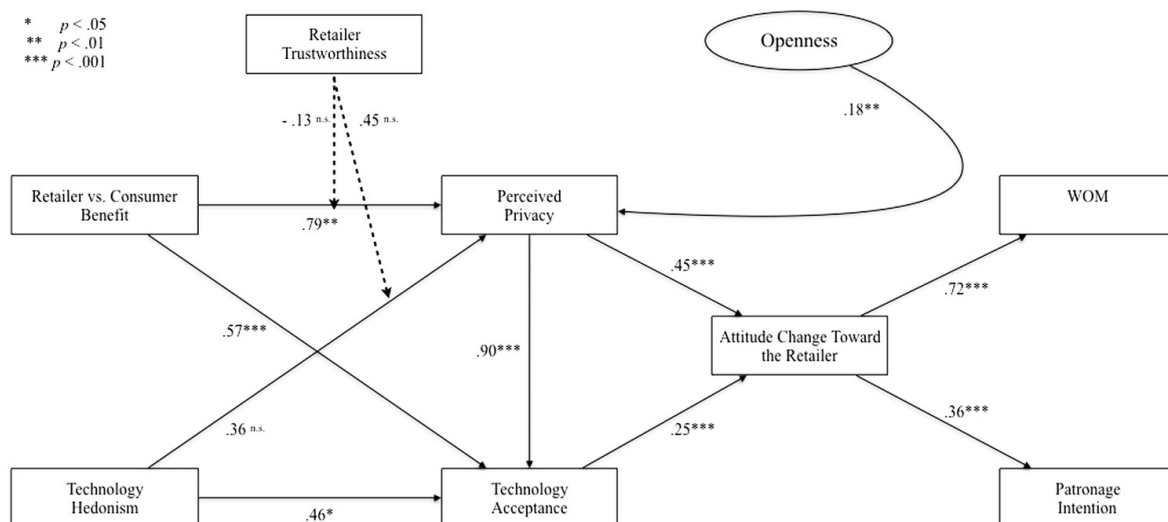 * p < .05
** p < .01
*** p < .001
Retailer
Trustworthiness
Openness
- .13 n.s.
.45 n.s.
.18**
Retailer vs. Consumer
Benefit
Perceived
Privacy
WOM
.79**
.45***
.72***
.57***
Attitude Change Toward
the Retailer
.90***
.36***
.36 n.s.
.25***
Technology
Hedonism
Technology
Acceptance
Patronage
Intention
.46*